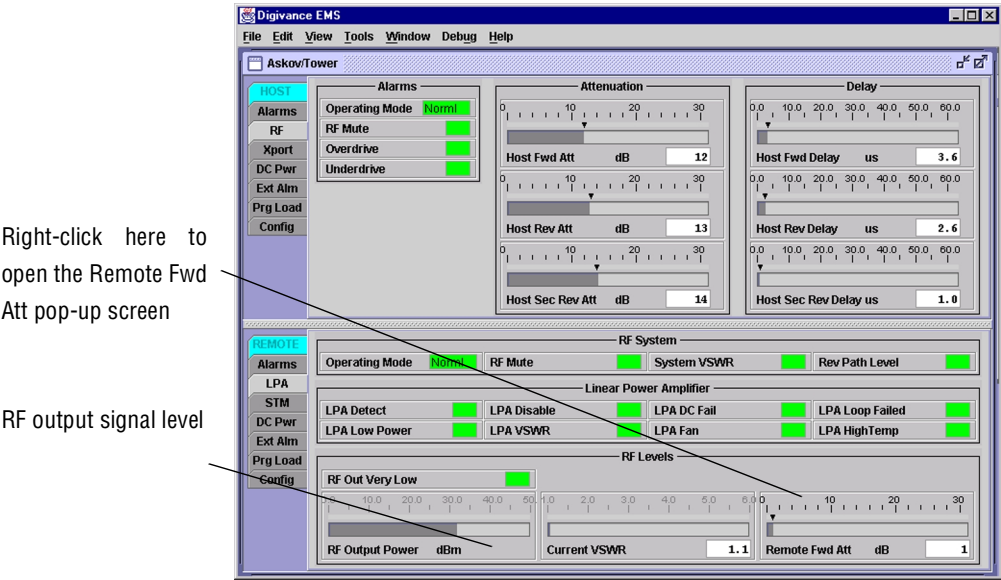 Digivance EMS
File Edit View Tools Window Debug Help
Askov/Tower
HOST
Alarms
RF
Xport
DC Pwr
Ext Alm
Prg Load
Config
Alarms
Operating Mode Norml
RF Mute
Overdrive
Underdrive
Attenuation
0 10 20 30
Host Fwd Att dB 12
0 10 20 30
Host Rev Att dB 13
0 10 20 30
Host Sec Rev Att dB 14
Delay
0.0 10.0 20.0 30.0 40.0 50.0 60.0
Host Fwd Delay us 3.6
0.0 10.0 20.0 30.0 40.0 50.0 60.0
Host Rev Delay us 2.6
0.0 10.0 20.0 30.0 40.0 50.0 60.0
Host Sec Rev Delay us 1.0
Right-click here to
open the Remote Fwd
Att pop-up screen
RF output signal level
REMOTE
Alarms
LPA
STM
DC Pwr
Ext Alm
Prg Load
Config
RF System
Operating Mode Norml RF Mute System VSWR Rev Path Level
Linear Power Amplifier
LPA Detect LPA Disable LPA DC Fail LPA Loop Failed
LPA Low Power LPA VSWR LPA Fan LPA HighTemp
RF Levels
RF Out Very Low
10.0 20.0 30.0 40.0 50.
RF Output Power dBm
1.0 2.0 3.0 4.0 5.0 6.0
Current VSWR 1.1
0 10 20 30
Remote Fwd Att dB 1